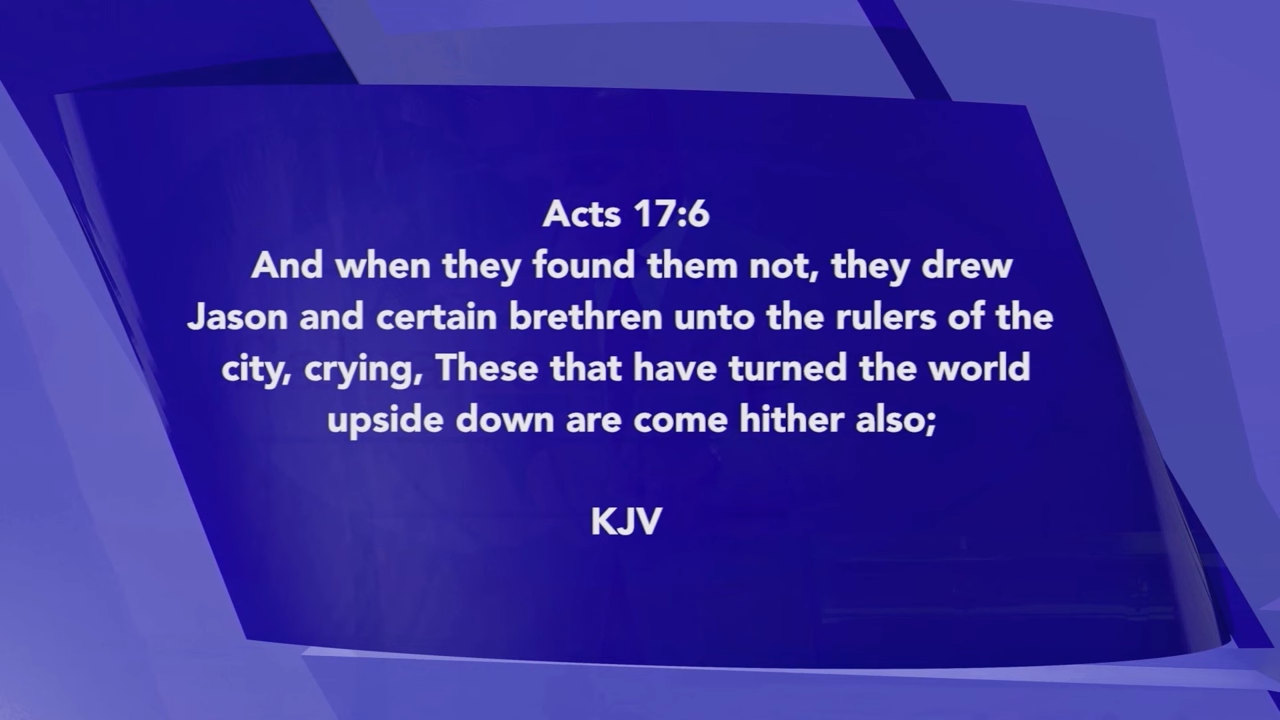 Acts 17:6
And when they found them not, they drew
Jason and certain brethren unto the rulers of the
city, crying, These that have turned the world
upside down are come hither also;
KJV